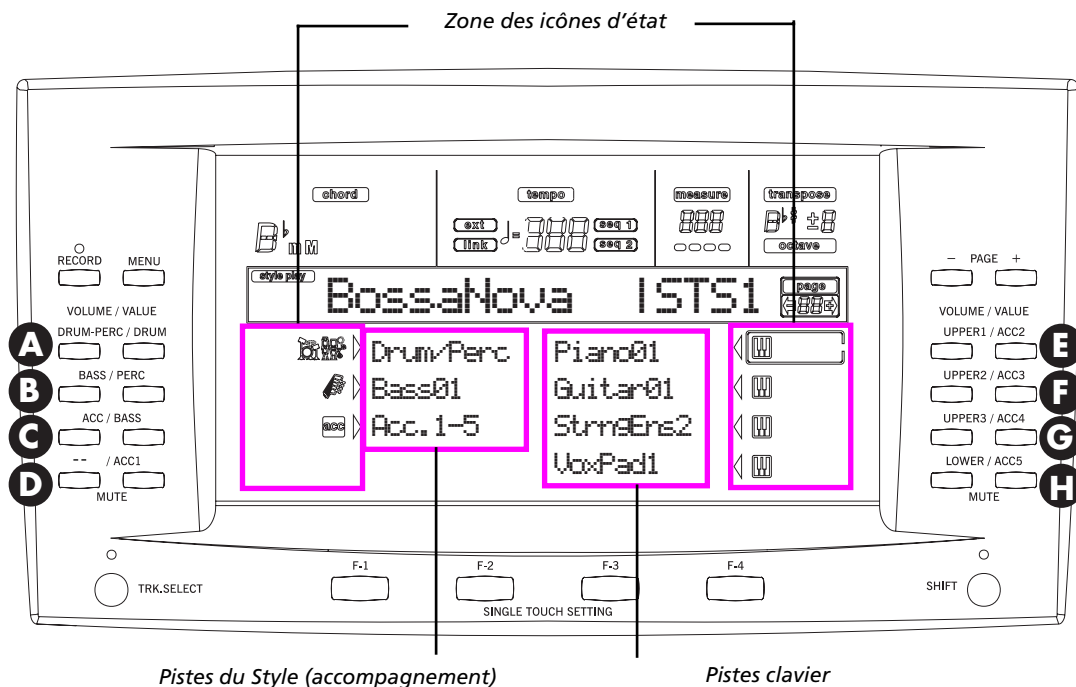 Zone des icônes d’état
chord
tempo
measure
transpose
ext
seq 1
link
seq 2
octave
style play
BossaNova |STS1
page
RECORD MENU
VOLUME / VALUE
DRUM-PERC / DRUM
BASS / PERC
ACC / BASS
-- / ACC1
MUTE
A
B
C
D
Drum/Perc
Bass01
acc
Acc.1-5
Piano01
Guitar01
StrngEns2
VoxPad1
- PAGE +
VOLUME / VALUE
UPPER1 / ACC2
UPPER2 / ACC3
UPPER3 / ACC4
LOWER / ACC5
MUTE
E
F
G
H
TRK.SELECT
F-1 F-2 F-3 F-4
SINGLE TOUCH SETTING
SHIFT
Pistes du Style (accompagnement)
Pistes clavier